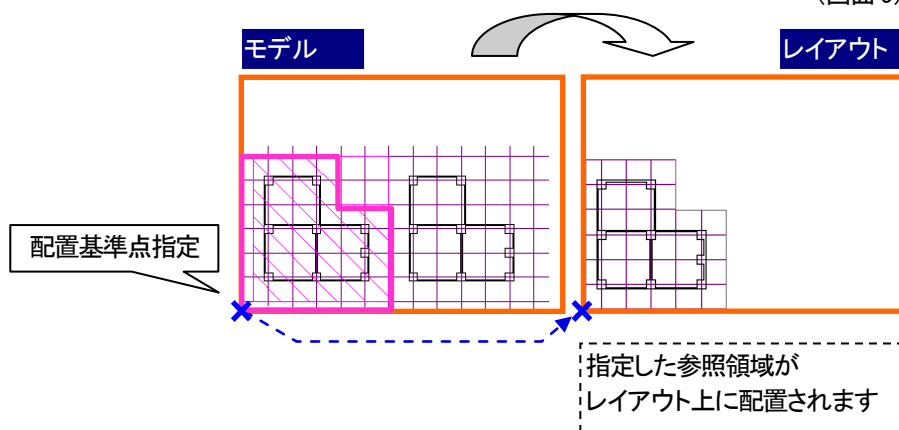 モデル
レイアウト
配置基準点指定
指定した参照領域が
レイアウト上に配置されます